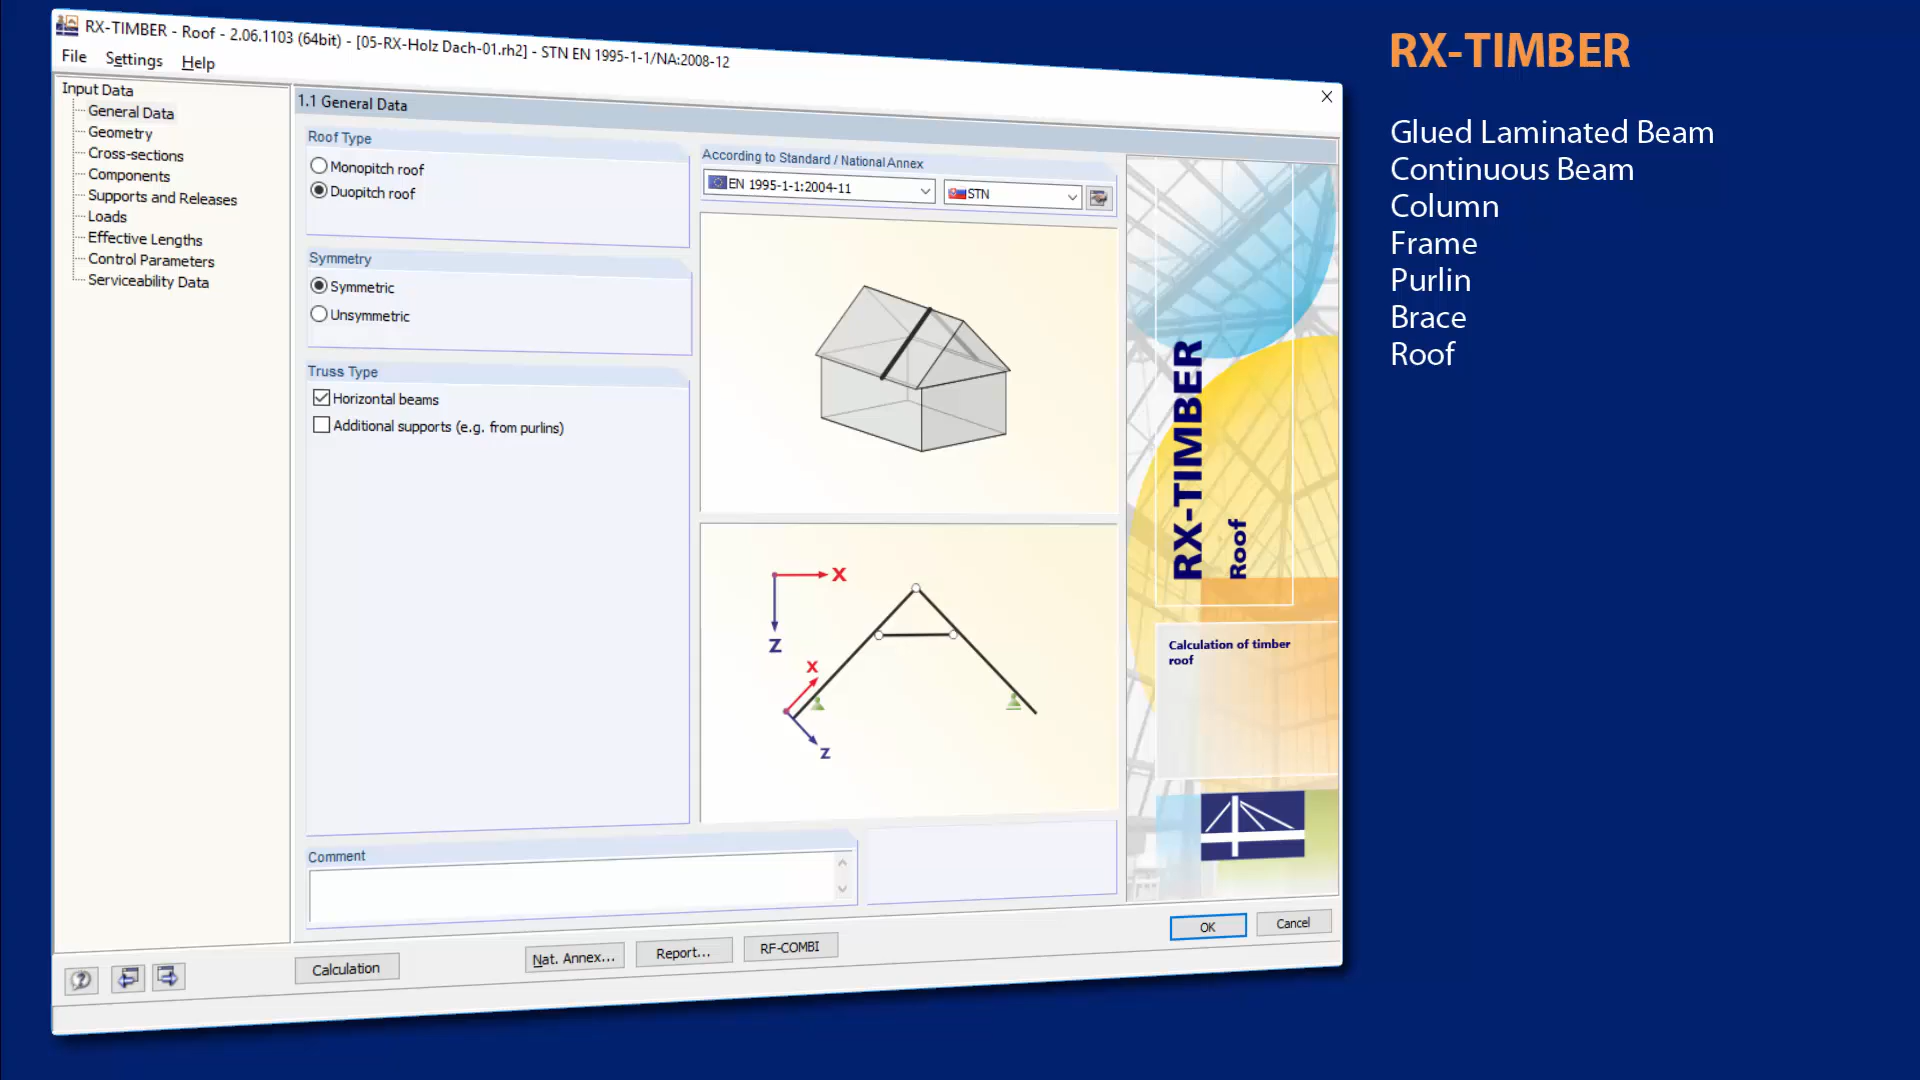 RX-TIMBER - Roof - 2.06.1103 (64bit) - [05-RX-Holz Dach-01.rh2] - STN EN 1995-1-1/NA:2008-12
File Settings Help
Input Data
General Data
Geometry
Cross-sections
Components
Supports and Releases
Loads
Effective Lengths
Control Parameters
Serviceability Data
1.1 General Data
Roof Type
Monopitch roof
Duopitch roof
Symmetry
Symmetric
Unsymmetric
Truss Type
Horizontal beams
Additional supports (e.g. from purlins)
According to Standard / National Annex
EN 1995-1-1:2004-11
STN
X
Z
X
Z
Comment
RX-TIMBER
Roof
Calculation of timber
roof
Calculation
Nat. Annex...
Report...
RF-COMBI
OK
Cancel
RX-TIMBER
Glued Laminated Beam
Continuous Beam
Column
Frame
Purlin
Brace
Roof